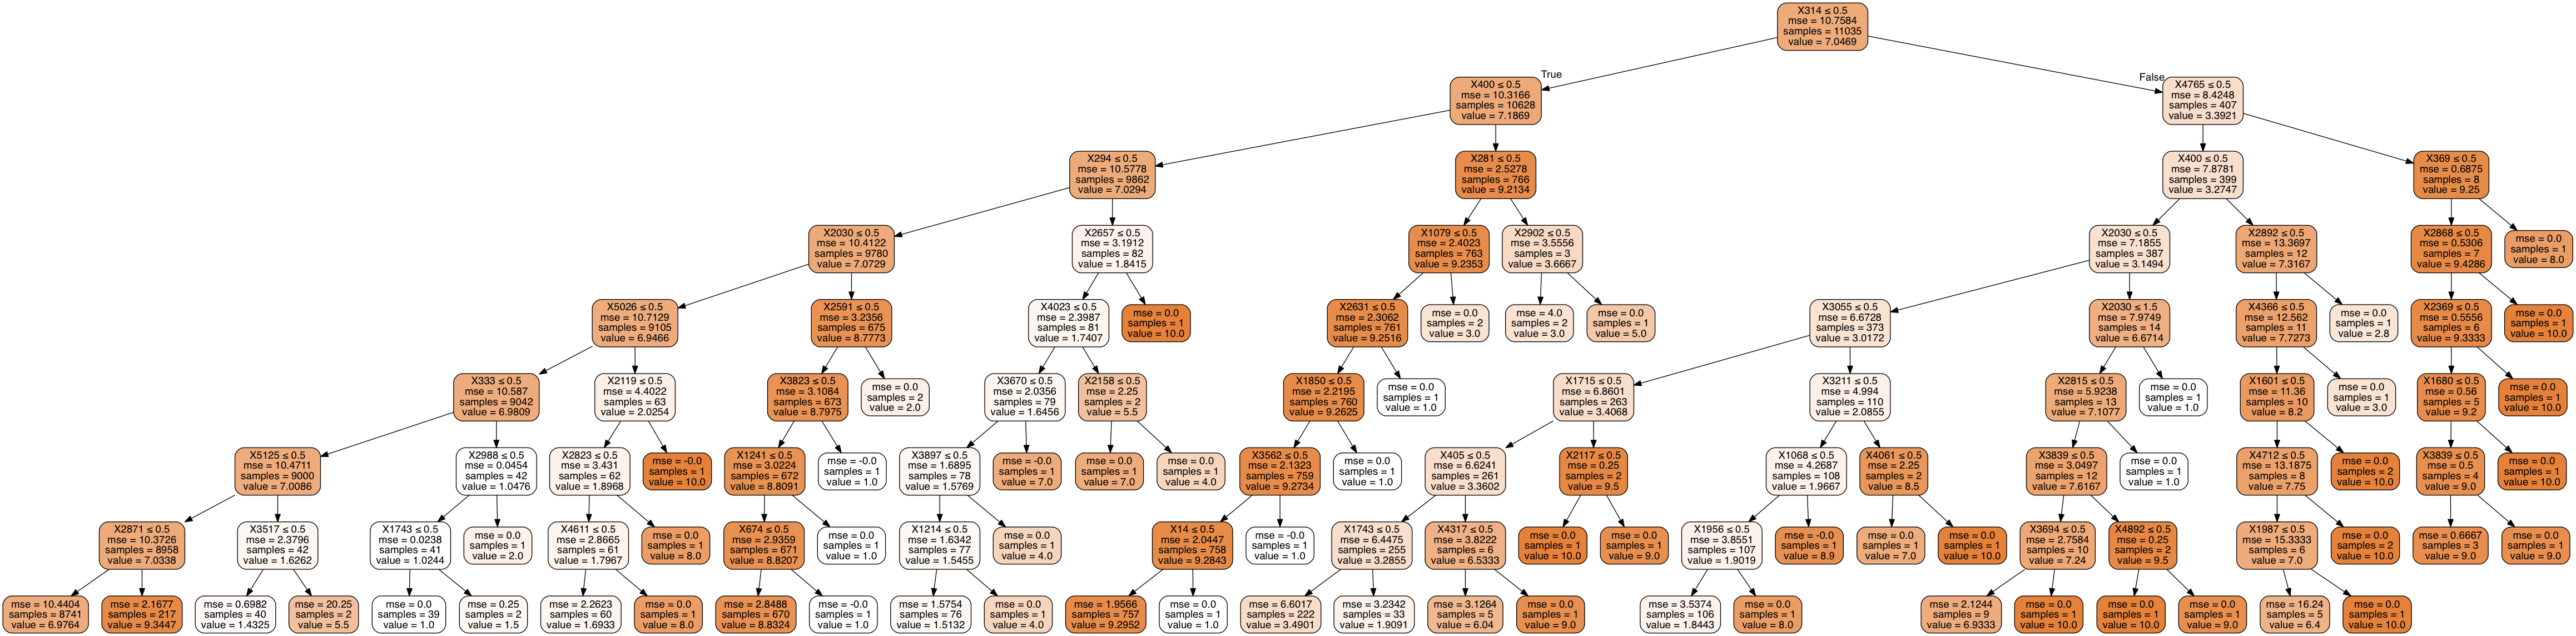 X314 ≤ 0.5
mse = 10.7584
samples = 11035
value = 7.0469
True
False
X400 ≤ 0.5
mse = 10.3166
samples = 10628
value = 7.1869
X4765 ≤ 0.5
mse = 8.4248
samples = 407
value = 3.3921
X294 ≤ 0.5
mse = 10.5778
samples = 9862
value = 7.0294
X281 ≤ 0.5
mse = 2.5278
samples = 766
value = 9.2134
X400 ≤ 0.5
mse = 7.8781
samples = 399
value = 3.2747
X369 ≤ 0.5
mse = 0.6875
samples = 8
value = 9.25
X2030 ≤ 0.5
mse = 10.4122
samples = 9780
value = 7.0729
X2657 ≤ 0.5
mse = 3.1912
samples = 82
value = 1.8415
X1079 ≤ 0.5
mse = 2.4023
samples = 763
value = 9.2353
X2902 ≤ 0.5
mse = 3.5556
samples = 3
value = 3.6667
X2030 ≤ 0.5
mse = 7.1855
samples = 387
value = 3.1494
X2892 ≤ 0.5
mse = 13.3697
samples = 12
value = 7.3167
X2868 ≤ 0.5
mse = 0.5306
samples = 7
value = 9.4286
mse = 0.0
samples = 1
value = 8.0
X5026 ≤ 0.5
mse = 10.7129
samples = 9105
value = 6.9466
X2591 ≤ 0.5
mse = 3.2356
samples = 675
value = 8.7773
X4023 ≤ 0.5
mse = 2.3987
samples = 81
value = 1.7407
mse = 0.0
samples = 1
value = 10.0
X2631 ≤ 0.5
mse = 2.3062
samples = 761
value = 9.2516
mse = 0.0
samples = 2
value = 3.0
mse = 4.0
samples = 2
value = 3.0
mse = 0.0
samples = 1
value = 5.0
X3055 ≤ 0.5
mse = 6.6728
samples = 373
value = 3.0172
X2030 ≤ 1.5
mse = 7.9749
samples = 14
value = 6.6714
X4366 ≤ 0.5
mse = 12.562
samples = 11
value = 7.7273
mse = 0.0
samples = 1
value = 2.8
X2369 ≤ 0.5
mse = 0.5556
samples = 6
value = 9.3333
mse = 0.0
samples = 1
value = 10.0
X333 ≤ 0.5
mse = 10.587
samples = 9042
value = 6.9809
X2119 ≤ 0.5
mse = 4.4022
samples = 63
value = 2.0254
X3823 ≤ 0.5
mse = 3.1084
samples = 673
value = 8.7975
mse = 0.0
samples = 2
value = 2.0
X3670 ≤ 0.5
mse = 2.0356
samples = 79
value = 1.6456
X2158 ≤ 0.5
mse = 2.25
samples = 2
value = 5.5
X1850 ≤ 0.5
mse = 2.2195
samples = 760
value = 9.2625
mse = 0.0
samples = 1
value = 1.0
X1715 ≤ 0.5
mse = 6.8601
samples = 263
value = 3.4068
X3211 ≤ 0.5
mse = 4.994
samples = 110
value = 2.0855
X2815 ≤ 0.5
mse = 5.9238
samples = 13
value = 7.1077
mse = 0.0
samples = 1
value = 1.0
X1601 ≤ 0.5
mse = 11.36
samples = 10
value = 8.2
mse = 0.0
samples = 1
value = 3.0
X1680 ≤ 0.5
mse = 0.56
samples = 5
value = 9.2
mse = 0.0
samples = 1
value = 10.0
X5125 ≤ 0.5
mse = 10.4711
samples = 9000
value = 7.0086
X2988 ≤ 0.5
mse = 0.0454
samples = 42
value = 1.0476
X2823 ≤ 0.5
mse = 3.431
samples = 62
value = 1.8968
mse = -0.0
samples = 1
value = 10.0
X1241 ≤ 0.5
mse = 3.0224
samples = 672
value = 8.8091
mse = -0.0
samples = 1
value = 1.0
X3897 ≤ 0.5
mse = 1.6895
samples = 78
value = 1.5769
mse = -0.0
samples = 1
value = 7.0
mse = 0.0
samples = 1
value = 7.0
mse = 0.0
samples = 1
value = 4.0
X3562 ≤ 0.5
mse = 2.1323
samples = 759
value = 9.2734
mse = 0.0
samples = 1
value = 1.0
X405 ≤ 0.5
mse = 6.6241
samples = 261
value = 3.3602
X2117 ≤ 0.5
mse = 0.25
samples = 2
value = 9.5
X1068 ≤ 0.5
mse = 4.2687
samples = 108
value = 1.9667
X4061 ≤ 0.5
mse = 2.25
samples = 2
value = 8.5
X3839 ≤ 0.5
mse = 3.0497
samples = 12
value = 7.6167
mse = 0.0
samples = 1
value = 1.0
X4712 ≤ 0.5
mse = 13.1875
samples = 8
value = 7.75
mse = 0.0
samples = 2
value = 10.0
X3839 ≤ 0.5
mse = 0.5
samples = 4
value = 9.0
mse = 0.0
samples = 1
value = 10.0
X2871 ≤ 0.5
mse = 10.3726
samples = 8958
value = 7.0338
X3517 ≤ 0.5
mse = 2.3796
samples = 42
value = 1.6262
X1743 ≤ 0.5
mse = 0.0238
samples = 41
value = 1.0244
mse = 0.0
samples = 1
value = 2.0
X4611 ≤ 0.5
mse = 2.8665
samples = 61
value = 1.7967
mse = 0.0
samples = 1
value = 8.0
X674 ≤ 0.5
mse = 2.9359
samples = 671
value = 8.8207
mse = 0.0
samples = 1
value = 1.0
X1214 ≤ 0.5
mse = 1.6342
samples = 77
value = 1.5455
mse = 0.0
samples = 1
value = 4.0
X14 ≤ 0.5
mse = 2.0447
samples = 758
value = 9.2843
mse = -0.0
samples = 1
value = 1.0
X1743 ≤ 0.5
mse = 6.4475
samples = 255
value = 3.2855
X4317 ≤ 0.5
mse = 3.8222
samples = 6
value = 6.5333
mse = 0.0
samples = 1
value = 10.0
mse = 0.0
samples = 1
value = 9.0
X1956 ≤ 0.5
mse = 3.8551
samples = 107
value = 1.9019
mse = -0.0
samples = 1
value = 8.9
mse = 0.0
samples = 1
value = 7.0
mse = 0.0
samples = 1
value = 10.0
X3694 ≤ 0.5
mse = 2.7584
samples = 10
value = 7.24
X4892 ≤ 0.5
mse = 0.25
samples = 2
value = 9.5
X1987 ≤ 0.5
mse = 15.3333
samples = 6
value = 7.0
mse = 0.0
samples = 2
value = 10.0
mse = 0.6667
samples = 3
value = 9.0
mse = 0.0
samples = 1
value = 9.0
mse = 10.4404
samples = 8741
value = 6.9764
mse = 2.1677
samples = 217
value = 9.3447
mse = 0.6982
samples = 40
value = 1.4325
mse = 20.25
samples = 2
value = 5.5
mse = 0.0
samples = 39
value = 1.0
mse = 0.25
samples = 2
value = 1.5
mse = 2.2623
samples = 60
value = 1.6933
mse = 0.0
samples = 1
value = 8.0
mse = 2.8488
samples = 670
value = 8.8324
mse = -0.0
samples = 1
value = 1.0
mse = 1.5754
samples = 76
value = 1.5132
mse = 0.0
samples = 1
value = 4.0
mse = 1.9566
samples = 757
value = 9.2952
mse = 0.0
samples = 1
value = 1.0
mse = 6.6017
samples = 222
value = 3.4901
mse = 3.2342
samples = 33
value = 1.9091
mse = 3.1264
samples = 5
value = 6.04
mse = 0.0
samples = 1
value = 9.0
mse = 3.5374
samples = 106
value = 1.8443
mse = 0.0
samples = 1
value = 8.0
mse = 2.1244
samples = 9
value = 6.9333
mse = 0.0
samples = 1
value = 10.0
mse = 0.0
samples = 1
value = 10.0
mse = 0.0
samples = 1
value = 9.0
mse = 16.24
samples = 5
value = 6.4
mse = 0.0
samples = 1
value = 10.0